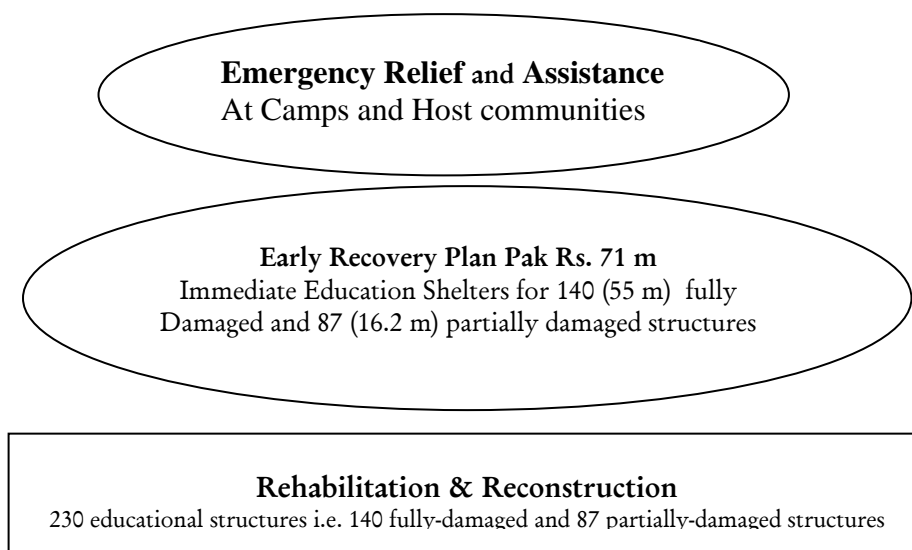 Emergency Relief and Assistance
At Camps and Host communities
Early Recovery Plan Pak Rs. 71 m
Immediate Education Shelters for 140 (55 m) fully
Damaged and 87 (16.2 m) partially damaged structures
Rehabilitation & Reconstruction
230 educational structures i.e. 140 fully-damaged and 87 partially-damaged structures